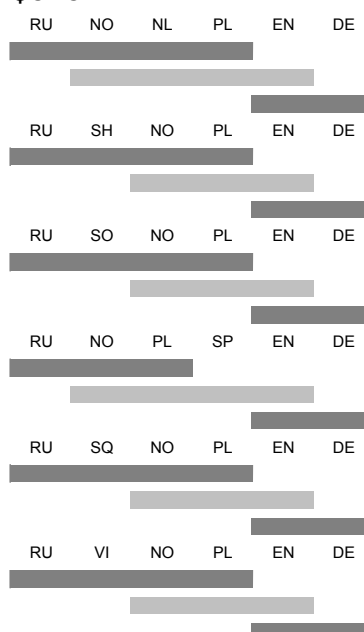 RU NO NL PL EN DE
RU SH NO PL EN DE
RU SO NO PL EN DE
RU NO PL SP EN DE
RU SQ NO PL EN DE
RU VI NO PL EN DE